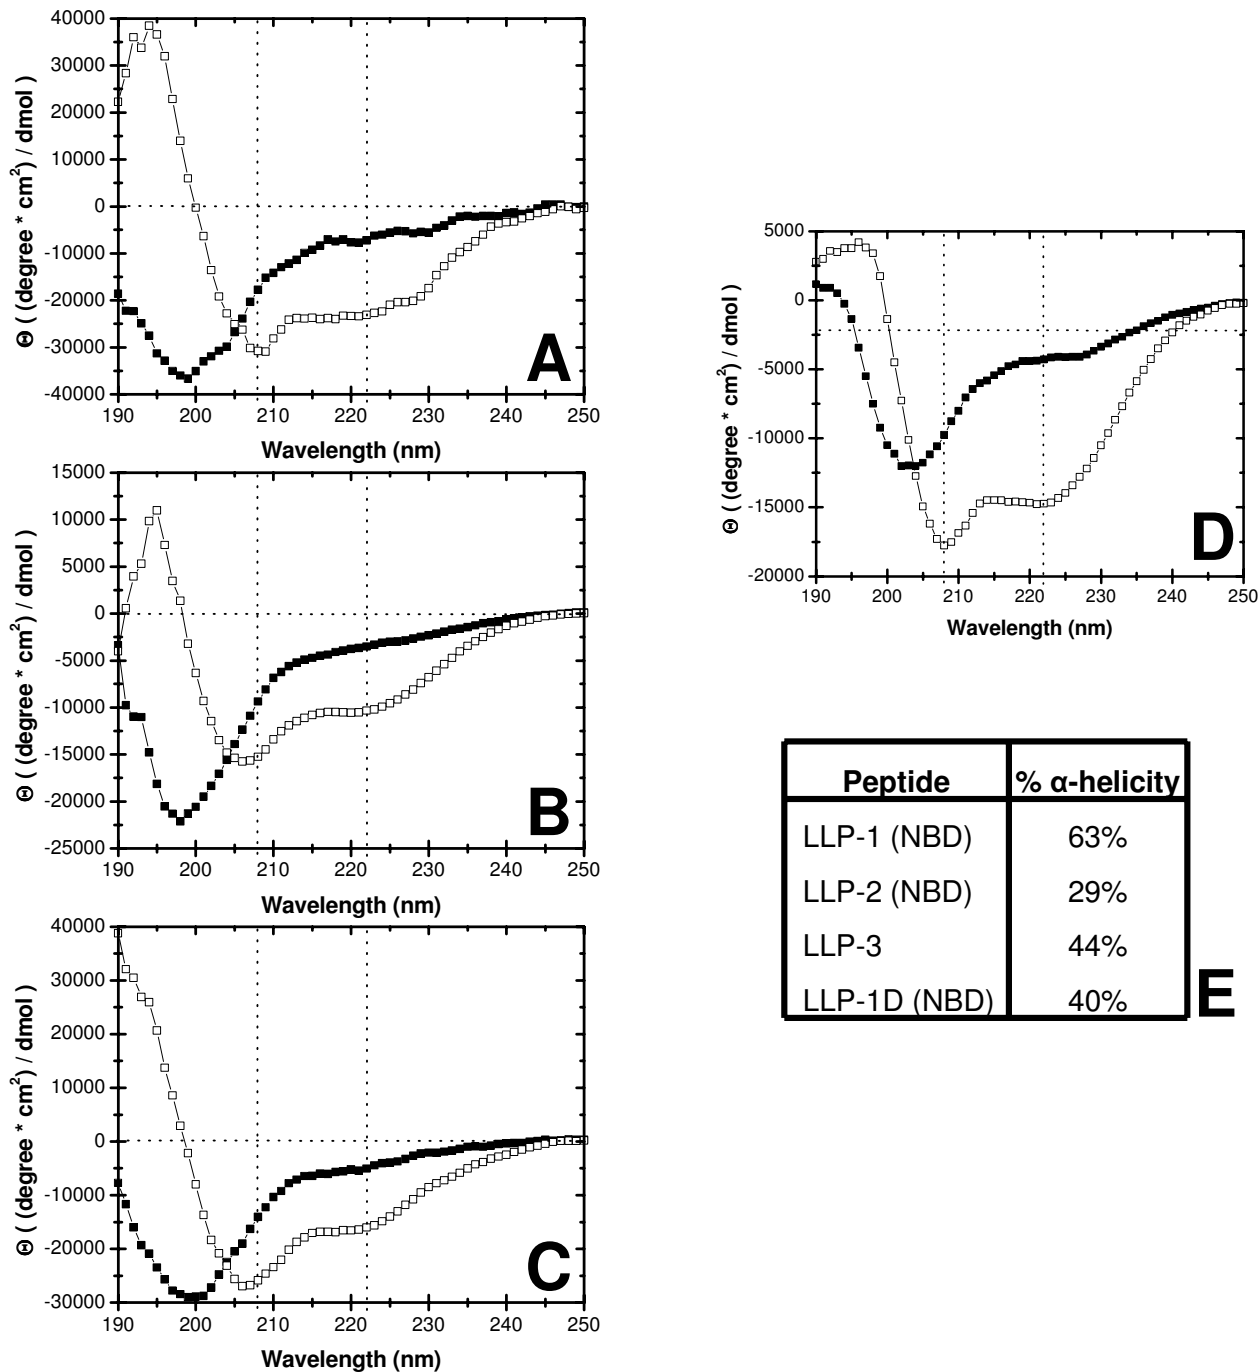 40000
30000
20000
10000
0
-10000
-20000
-30000
-40000
Θ ( (degree * cm²) / dmol )
190 200 210 220 230 240 250
Wavelength (nm)
A
15000
10000
5000
0
-5000
-10000
-15000
-20000
-25000
Θ ( (degree * cm²) / dmol )
190 200 210 220 230 240 250
Wavelength (nm)
B
40000
30000
20000
10000
0
-10000
-20000
-30000
Θ ( (degree * cm²) / dmol )
190 200 210 220 230 240 250
Wavelength (nm)
C
5000
0
-5000
-10000
-15000
-20000
Θ ( (degree * cm²) / dmol )
190 200 210 220 230 240 250
Wavelength (nm)
D
Peptide % α-helicity
LLP-1 (NBD) 63%
LLP-2 (NBD) 29%
LLP-3 44%
LLP-1D (NBD) 40%
E